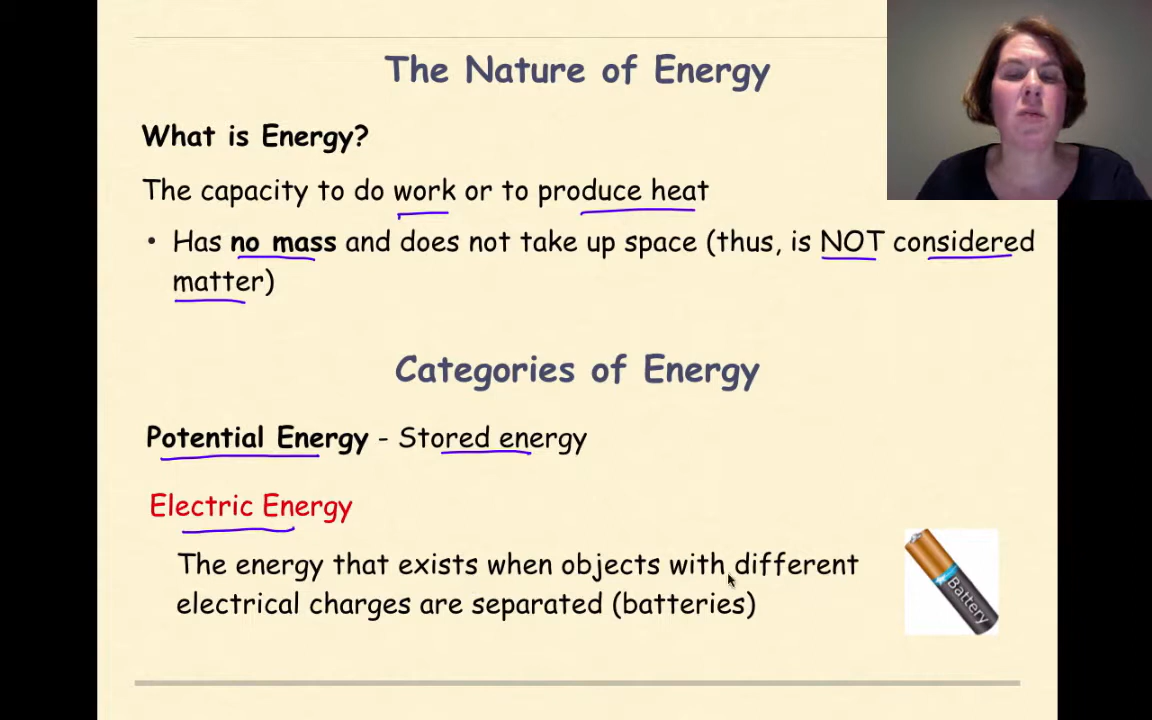 The Nature of Energy
What is Energy?
The capacity to do work or to produce heat
• Has no mass and does not take up space (thus, is NOT considered
matter)
Categories of Energy
Potential Energy - Stored energy
Electric Energy
The energy that exists when objects with different
electrical charges are separated (batteries)
Battery